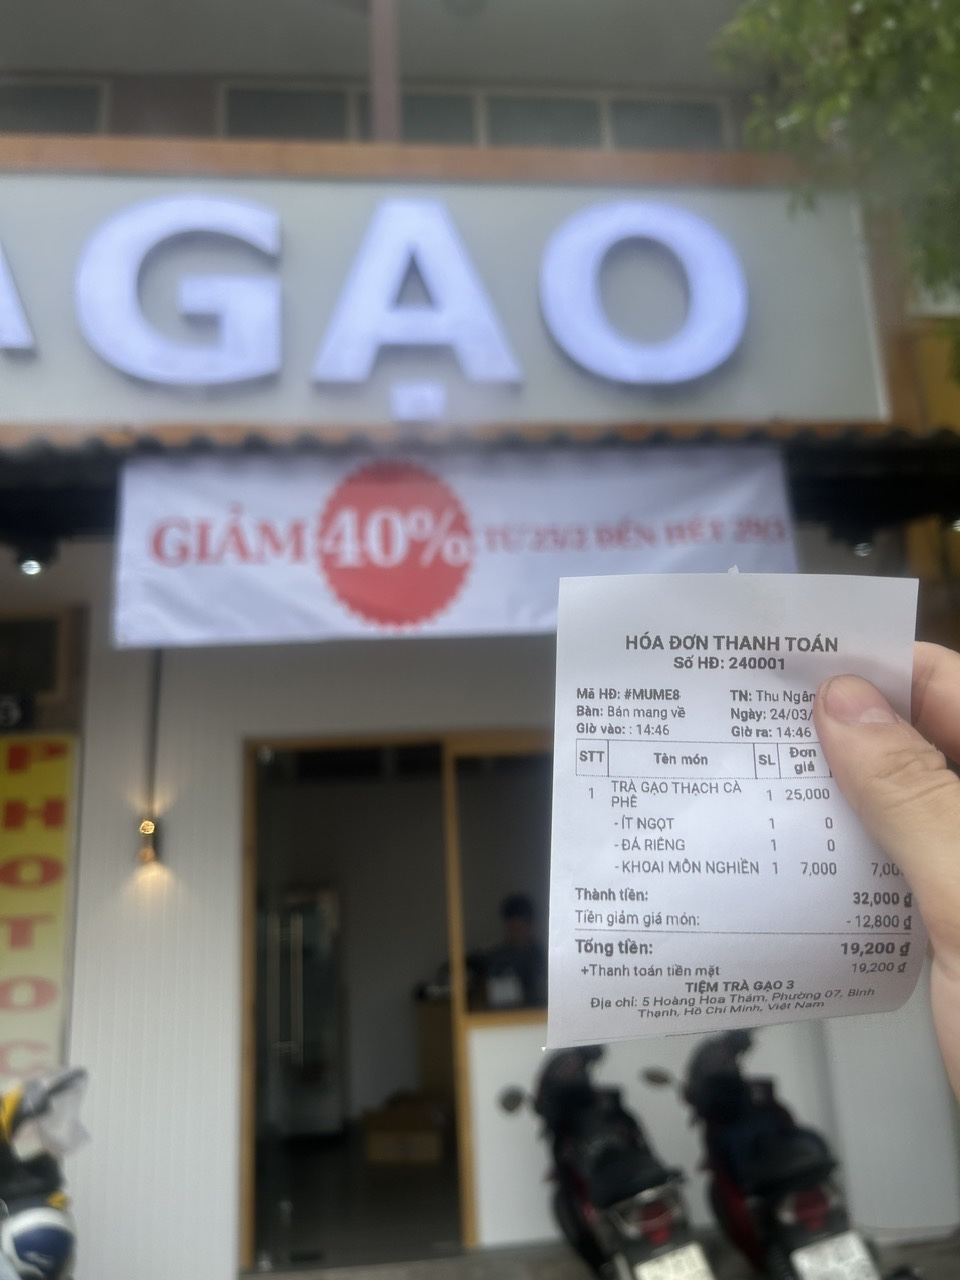 GẠO
GIẢM 40% TỪ 25/2 ĐẾN HẾT
PHOTOC
HÓA ĐƠN THANH TOÁN
Số HĐ: 240001
Mã HĐ: #MUME8 TN: Thu Ngân
Bàn: Bán mang về Ngày: 24/03/
Giờ vào: : 14:46 Giờ ra: 14:46
STT Tên món SL Đơn giá
1 TRÀ GẠO THẠCH CÀ PHÊ 1 25,000
-ÍT NGỌT 1 0
-ĐÁ RIÊNG 1 0
-KHOAI MÔN NGHIỀN 1 7,000 7,00
Thành tiền: 32,000 ₫
Tiền giảm giá món: - 12,800 ₫
Tổng tiền: 19,200 ₫
+Thanh toán tiền mặt 19,200 ₫
TIỆM TRÀ GẠO 3
Địa chỉ: 5 Hoàng Hoa Thám, Phường 07, Bình
Thạnh, Hồ Chí Minh, Việt Nam